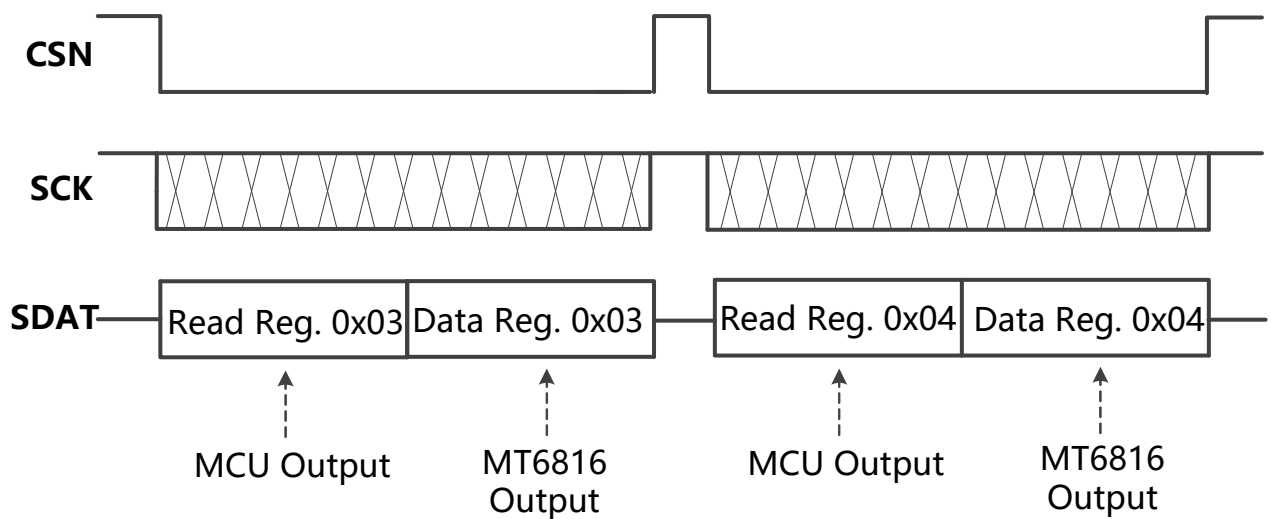 CSN
SCK
SDAT
Read Reg. 0x03
Data Reg. 0x03
Read Reg. 0x04
Data Reg. 0x04
MCU Output
MT6816
Output
MCU Output
MT6816
Output